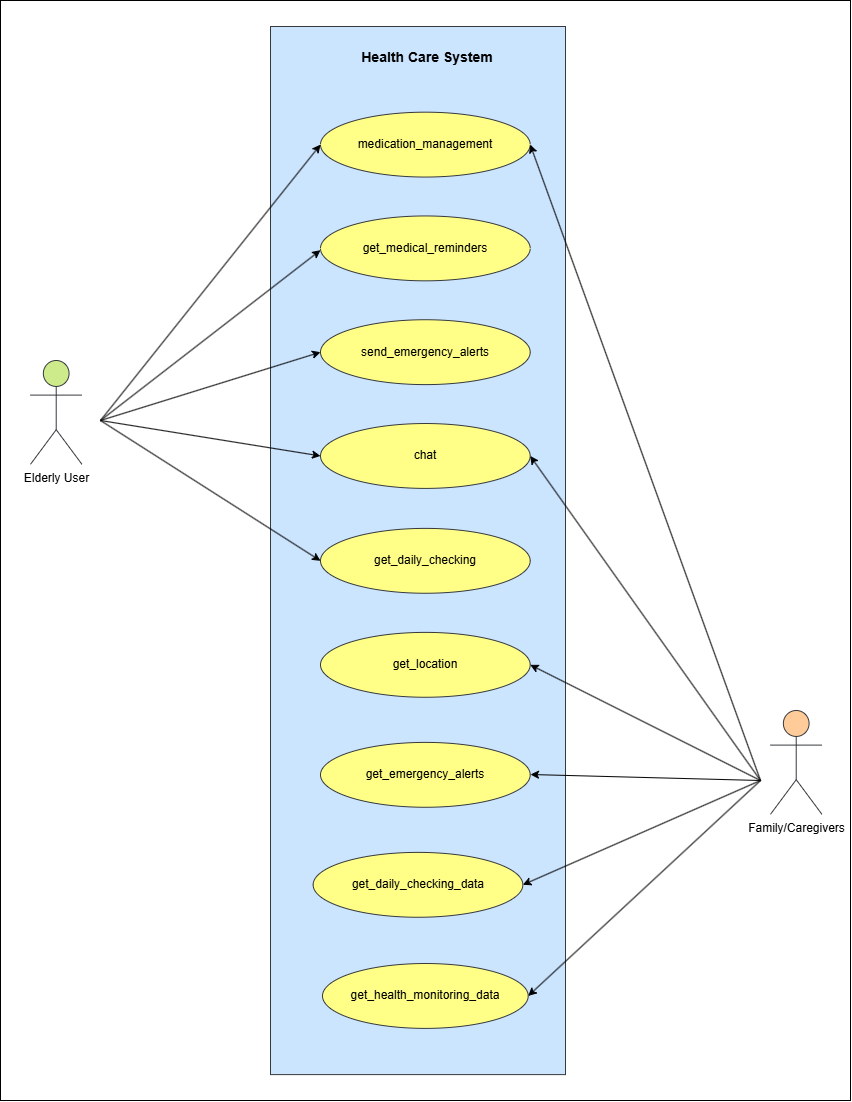 Health Care System
medication_management
get_medical_reminders
send_emergency_alerts
chat
Elderly User
get_daily_checking
get_location
get_emergency_alerts
Family/Caregivers
get_daily_checking_data
get_health_monitoring_data